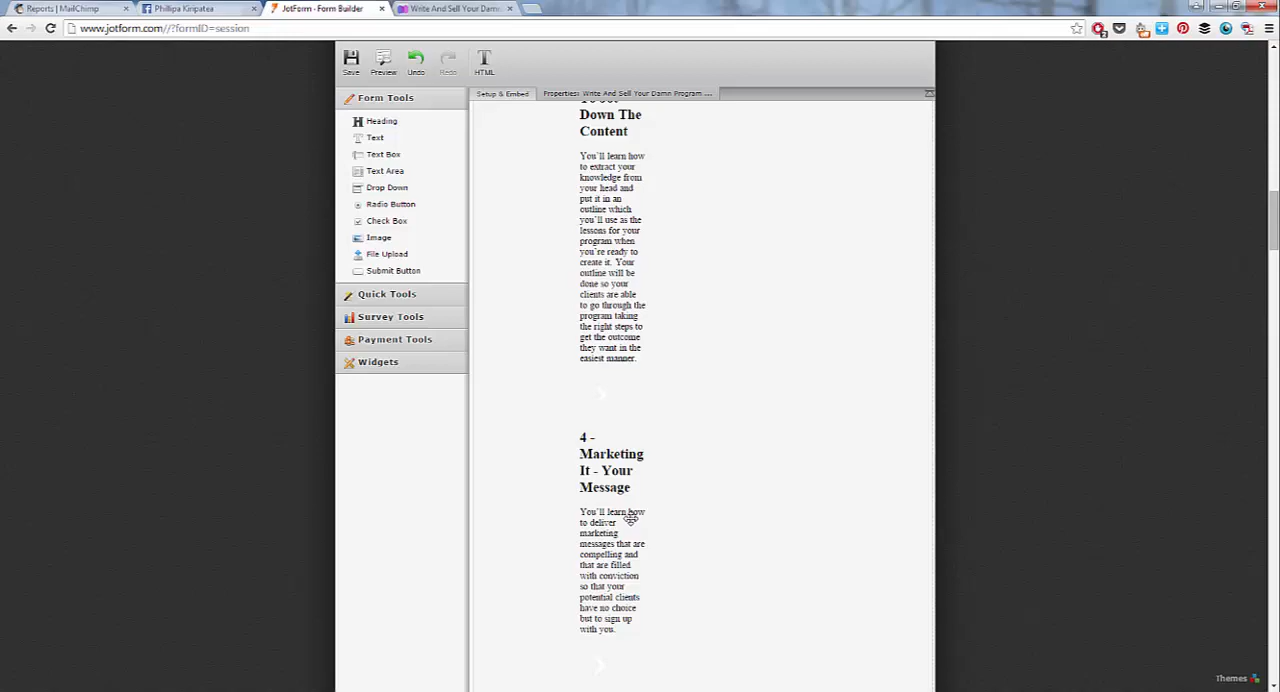 Reports | MailChimp
Phillipa Kiripatea
JotForm · Form Builder
Write And Sell Your Damn
www.jotform.com//?formID=session
Save
Preview
Undo
Redo
HTML
Form Tools
Setup & Embed
Properties: Write And Sell Your Damn Program ...
Heading
Text
Text Box
Text Area
Drop Down
Radio Button
Check Box
Image
File Upload
Submit Button
Quick Tools
Survey Tools
Payment Tools
Widgets
Down The
Content
You'll learn how
to extract your
knowledge from
your head and
put it in an
outline which
you'll use as the
lessons for your
program when
you're ready to
create it. Your
outline will be
done so your
clients are able
to go through the
program taking
the right steps to
get the outcome
they want in the
easiest manner.
4 -
Marketing
It - Your
Message
You'll learn how
to deliver
marketing
messages that are
compelling and
that are filled
with conviction
so that your
potential clients
have no choice
but to sign up
with you.
Themes